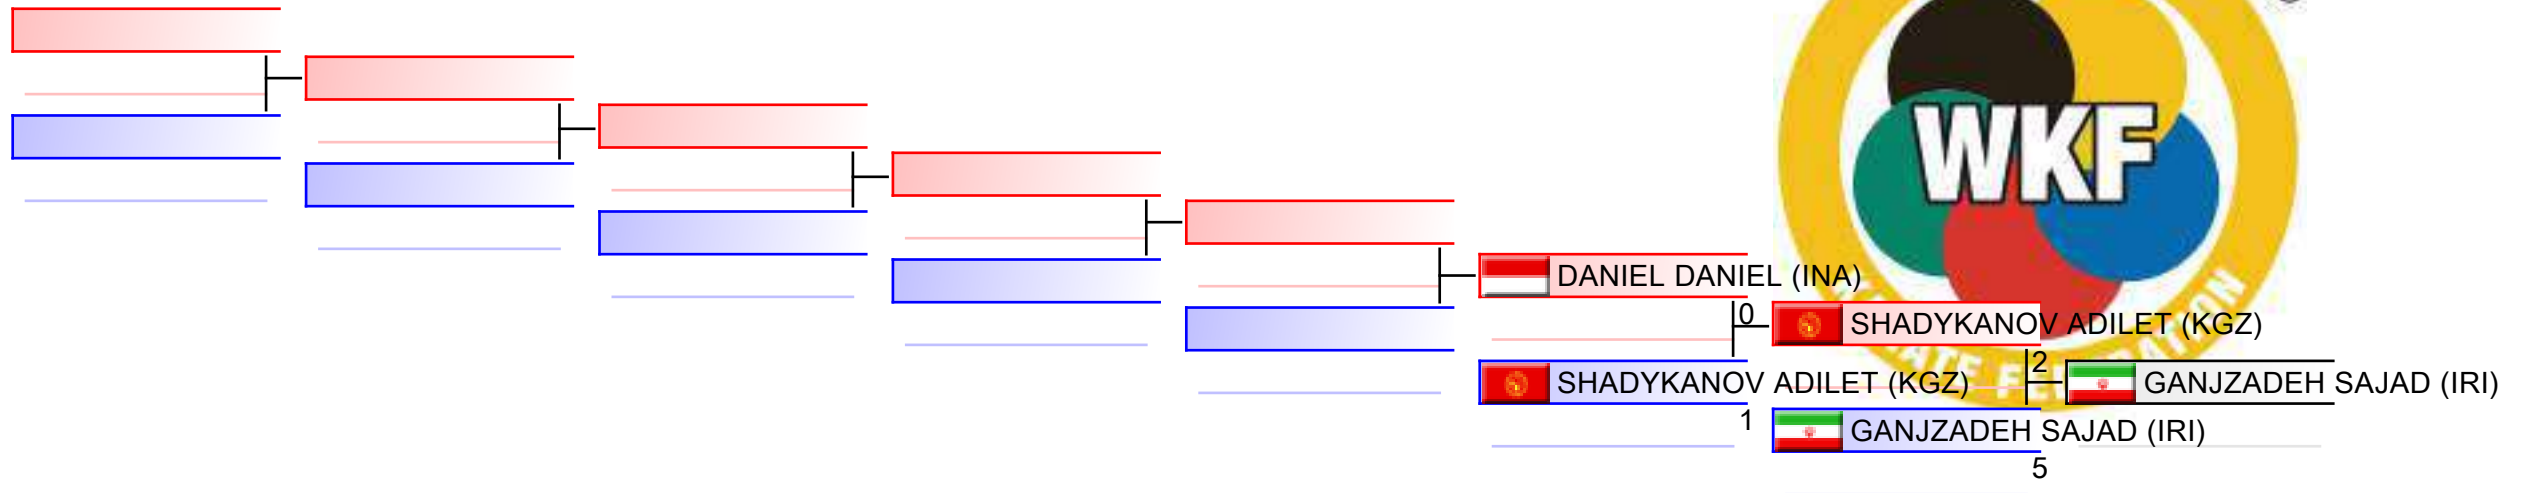 WKF
DANIEL DANIEL (INA)
0
SHADYKANOV ADILET (KGZ)
2
SHADYKANOV ADILET (KGZ)
GANJZADEH SAJAD (IRI)
1
GANJZADEH SAJAD (IRI)
5